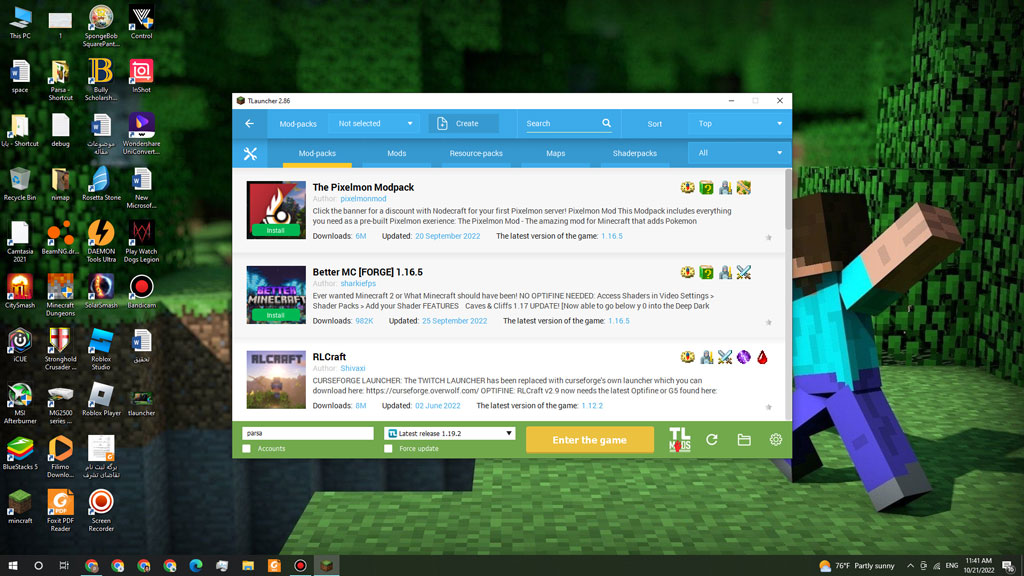 This PC
1
SpongeBob
SquarePant...
Control
space
Parsa -
Shortcut
Bully
Scholarsh...
InShot
پاپا - Shortcut
debug
موضوعات
مقاله
Wondershare
UniConvert...
Recycle Bin
nimap
Rosetta Stone
New
Microsof...
Camtasia
2021
BeamNG.dr...
DAEMON
Tools Ultra
Play Watch
Dogs Legion
CitySmash
Minecraft
Dungeons
SolarSmash
Bandicam
iCUE
Stronghold
Crusader ...
Roblox
Studio
تحقیق
MSI
Afterburner
MG2500
series ...
Roblox Player
tlauncher
BlueStacks 5
Filimo
Downlo...
برگه ثبت نام
تقاضای تشرف
mincraft
Foxit PDF
Reader
Screen
Recorder
TLauncher 2.86
Mod-packs
Not selected
Create
Search
Sort
Top
Mod-packs
Mods
Resource-packs
Maps
Shaderpacks
All
The Pixelmon Modpack
Author: pixelmonmod
Click the banner for a discount with Nodecraft for your first Pixelmon server! Pixelmon Mod This Modpack includes everything
you need as a pre-built Pixelmon exerience: The Pixelmon Mod - The amazing mod for Minecraft that adds Pokemon
Install
Downloads: 6M Updated: 20 September 2022 The latest version of the game: 1.16.5
Better MC [FORGE] 1.16.5
Author: sharkiefps
BETTER
MINECRAFT
Ever wanted Minecraft 2 or What Minecraft should have been! NO OPTIFINE NEEDED: Access Shaders in Video Settings >
Shader Packs > Add your Shader FEATURES Caves & Cliffs 1.17 UPDATE! [Now able to go below y 0 into the Deep Dark
Install
Downloads: 982K Updated: 25 September 2022 The latest version of the game: 1.16.5
RLCRAFT
RLCraft
Author: Shivaxi
CURSEFORGE LAUNCHER: The TWITCH LAUNCHER has been replaced with curseforge's own launcher which you can
download here: https://curseforge.overwolf.com/ OPTIFINE: RLCraft v2.9 now needs the latest Optifine or G5 found here:
Downloads: 8M Updated: 02 June 2022 The latest version of the game: 1.12.2
parsa
TL Latest release 1.19.2
Enter the game
TL
MODS
Accounts
Force update
76°F Partly sunny
ENG
11:41 AM
10/21/2022